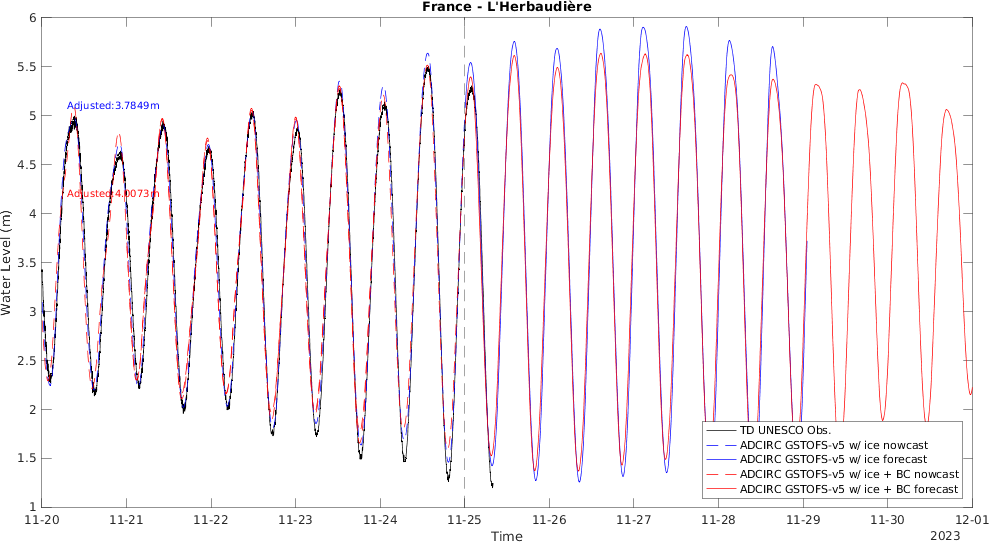 France - L'Herbaudière
6
5.5
5
4.5
4
3.5
3
2.5
2
1.5
1
Water Level (m)
Adjusted:3.7849m
Adjusted:4.0073m
TD UNESCO Obs.
ADCIRC GSTOFS-v5 w/ ice nowcast
ADCIRC GSTOFS-v5 w/ ice forecast
ADCIRC GSTOFS-v5 w/ ice + BC nowcast
ADCIRC GSTOFS-v5 w/ ice + BC forecast
11-20 11-21 11-22 11-23 11-24 11-25 11-26 11-27 11-28 11-29 11-30 12-01
Time
2023